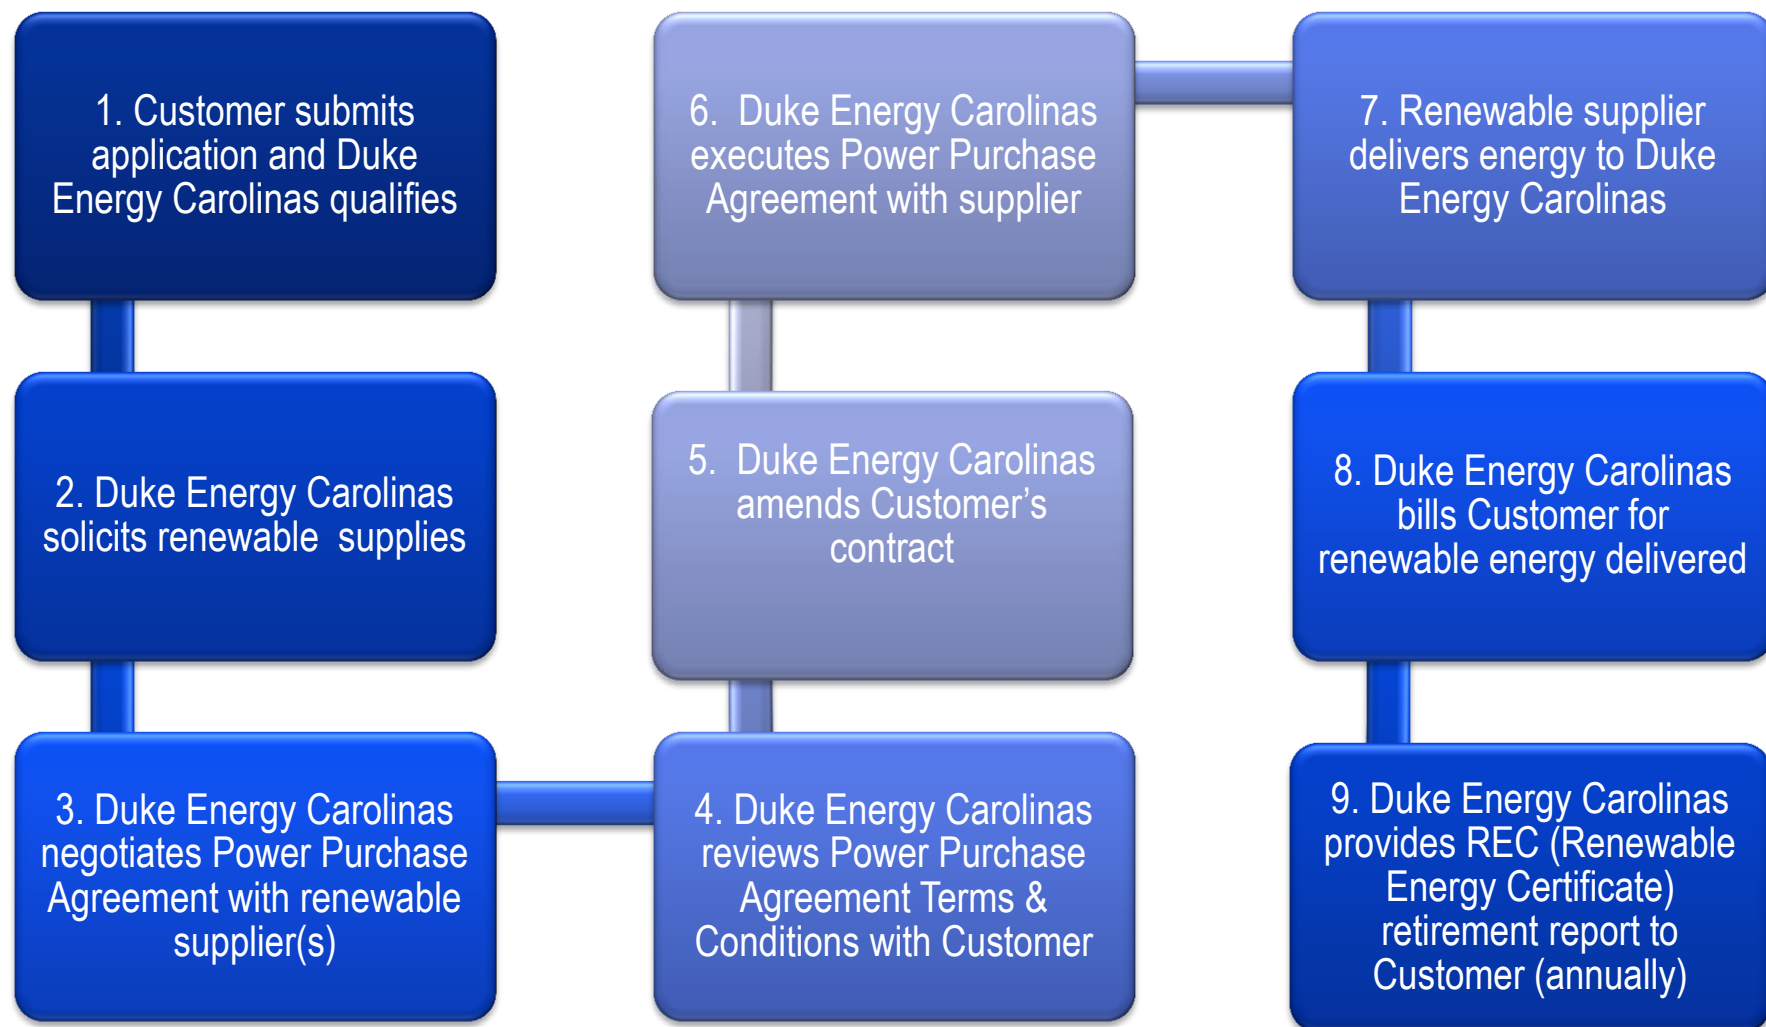 1. Customer submits
application and Duke
Energy Carolinas qualifies
2. Duke Energy Carolinas
solicits renewable  supplies
3. Duke Energy Carolinas
negotiates Power Purchase
Agreement with renewable
supplier(s)
4. Duke Energy Carolinas
reviews Power Purchase
Agreement Terms &
Conditions with Customer
5.  Duke Energy Carolinas
amends Customer’s
contract
6.  Duke Energy Carolinas
executes Power Purchase
Agreement with supplier
7. Renewable supplier
delivers energy to Duke
Energy Carolinas
8. Duke Energy Carolinas
bills Customer for
renewable energy delivered
9. Duke Energy Carolinas
provides REC (Renewable
Energy Certificate)
retirement report to
Customer (annually)